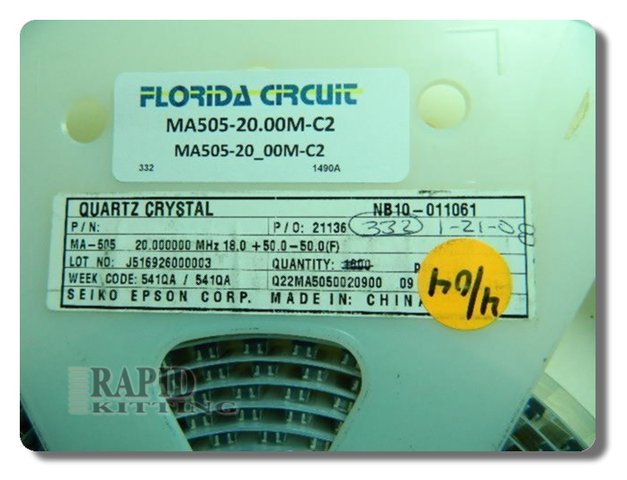 FLORIDA CIRCUIT
MA505-20.00M-C2
MA505-20_00M-C2
332 1490A
QUARTZ CRYSTAL NB10-011061
P/N: P/O: 21136 332 1-21-08
MA-505 20.000000 MHz 18.0 +50.0-50.0(F)
LOT NO: J516926000003 QUANTITY: 1600
WEEK CODE: 541QA / 541QA Q22MA5050020900 09
SEIKO EPSON CORP. MADE IN: CHINA
4/04
RAPID
KITTING